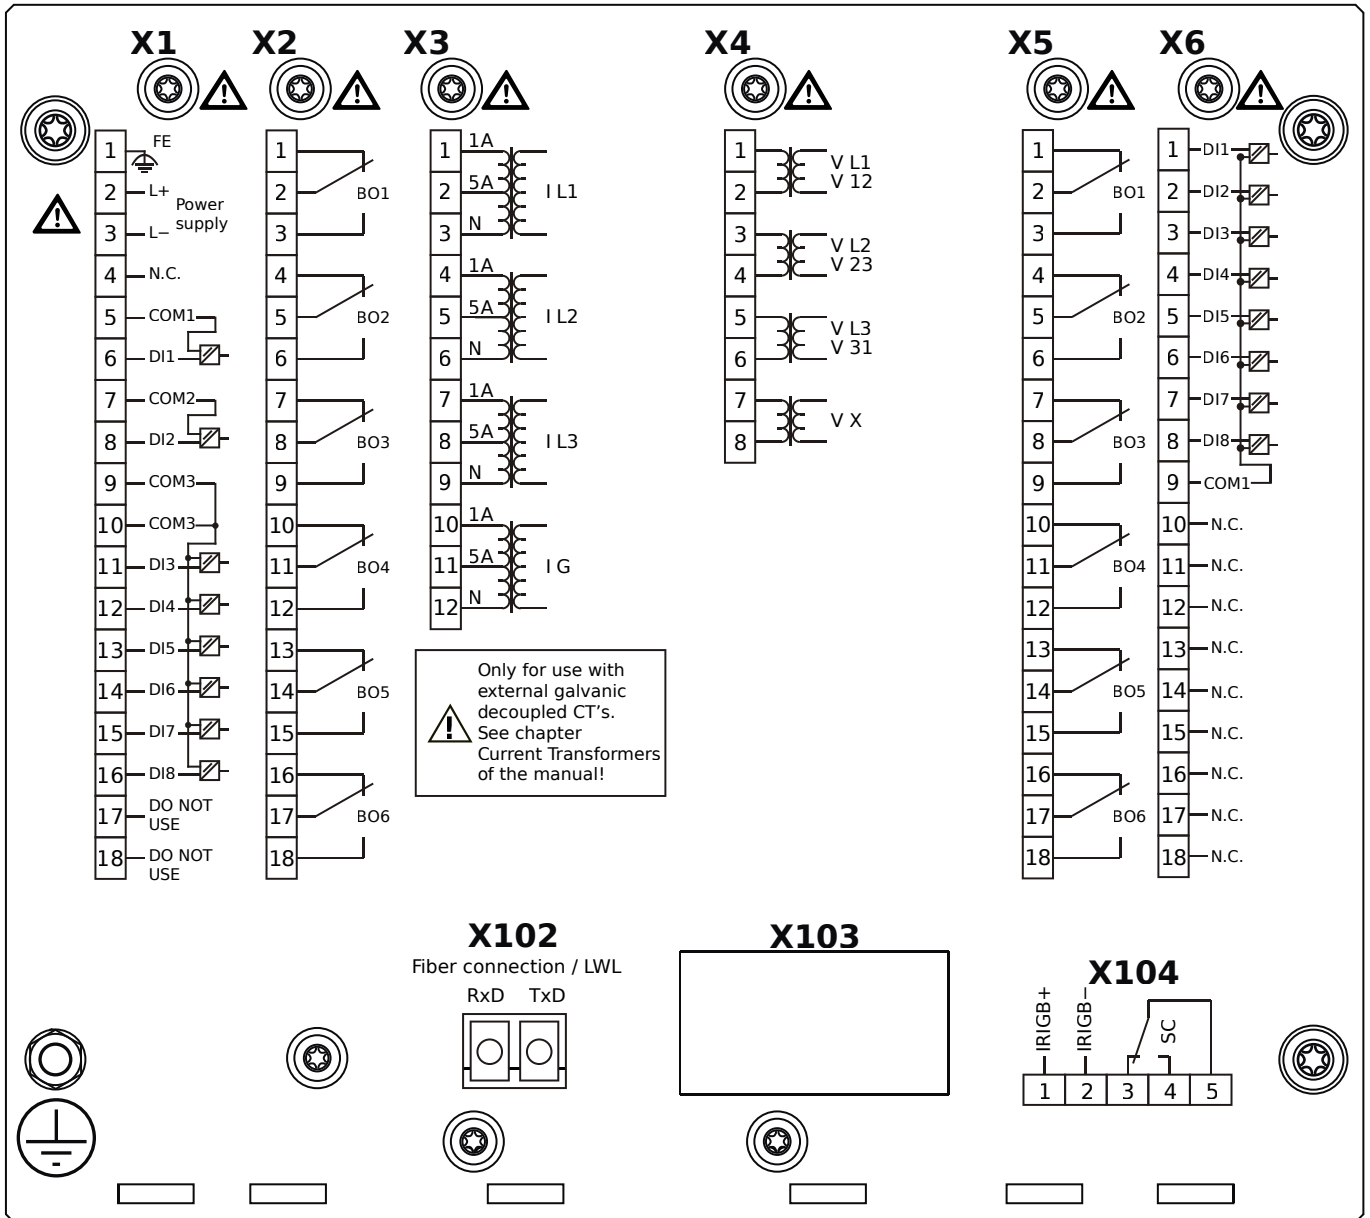 X1 X2 X3 X4 X5 X6
1 FE
2 L+
Power
supply
3 L−
4 N.C.
5 COM1
6 DI1
7 COM2
8 DI2
9 COM3
10 COM3
11 DI3
12 DI4
13 DI5
14 DI6
15 DI7
16 DI8
17 DO NOT
USE
18 DO NOT
USE
1
2 BO1
3
4
5 BO2
6
7
8 BO3
9
10
11 BO4
12
13
14 BO5
15
16
17 BO6
18
1 1A
2 5A I L1
3 N
4 1A
5 5A I L2
6 N
7 1A
8 5A I L3
9 N
10 1A
11 5A I G
12 N
Only for use with
external galvanic
decoupled CT's.
See chapter
Current Transformers
of the manual!
1 V L1
2 V 12
3 V L2
4 V 23
5 V L3
6 V 31
7 V X
8
1
2 BO1
3
4
5 BO2
6
7
8 BO3
9
10
11 BO4
12
13
14 BO5
15
16
17 BO6
18
1 DI1
2 DI2
3 DI3
4 DI4
5 DI5
6 DI6
7 DI7
8 DI8
9 COM1
10 N.C.
11 N.C.
12 N.C.
13 N.C.
14 N.C.
15 N.C.
16 N.C.
17 N.C.
18 N.C.
X102
Fiber connection / LWL
RxD TxD
X103
X104
IRIGB+
IRIGB−
SC
1 2 3 4 5